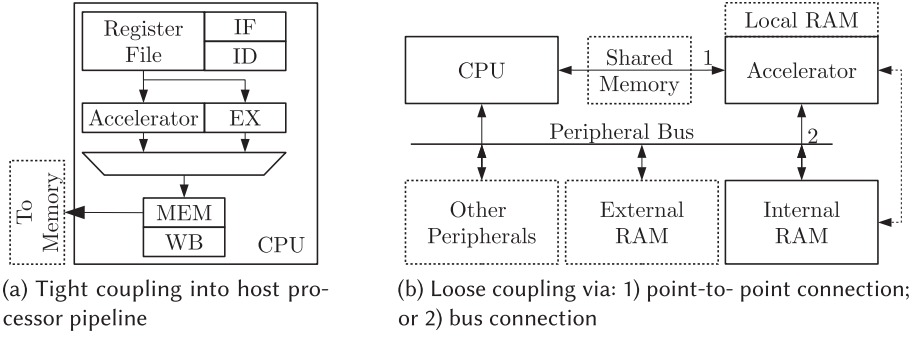 Register
File
IF
ID
Accelerator
EX
To
Memory
MEM
WB
CPU
(a) Tight coupling into host pro-
cessor pipeline
Local RAM
CPU
Shared
Memory
1
Accelerator
Peripheral Bus
2
Other
Peripherals
External
RAM
Internal
RAM
(b) Loose coupling via: 1) point-to- point connection;
or 2) bus connection